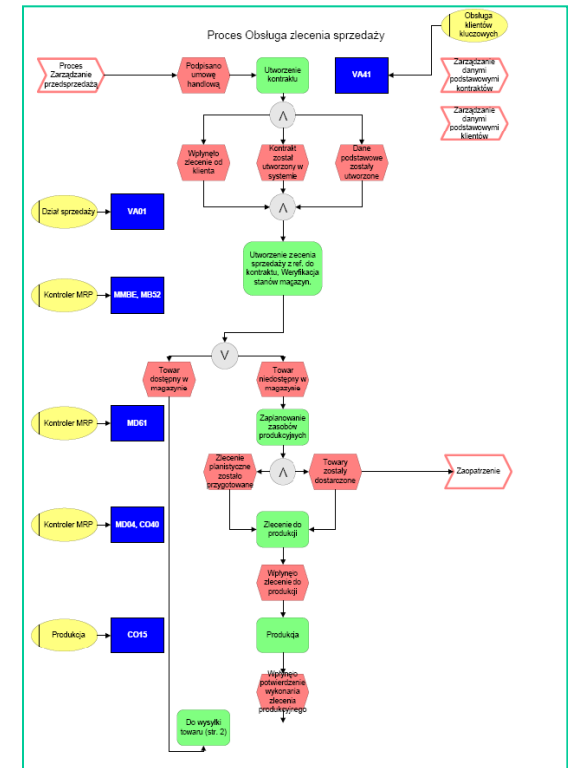 Obsługa
klientów
kluczowych
Proces Obsługa zlecenia sprzedaży
Proces
Zarządzanie
przedsprzedażą
Podpisano
umowę
handlową
Utworzenie
kontraktu
VA41
Zarządzanie
danymi
podstawowymi
kontraktów
Zarządzanie
danymi
podstawowymi
klientów
Λ
Wpłynęło
zlecenie od
klienta
Kontrakt
został
utworzony w
systemie
Dane
podstawowe
zostały
utworzone
Λ
Dział sprzedaży
VA01
Utworzenie zecenia
sprzedaży z ref. do
kontraktu, Weryfikacja
stanów magazyn.
Kontroler MRP
MMBE, MB52
V
Towar
dostępny w
magazynie
Towar
niedostępny w
magazynie
Kontroler MRP
MD61
Zaplanowanie
zasobów
produkcyjnych
Zlecenie
planistyczne
zostało
przygotowane
Λ
Towary
zostały
dostarczone
Zaopatrzenie
Kontroler MRP
MD04, CO40
Zlecenie do
produkcji
Wpłynęo
zlecenie do
produkcji
Produkcja
CO15
Produkcja
Wpłynęo
potwierdzenie
wykonaria
zlecenia
produkcyjnego
Do wysyłki
towaru (str. 2)